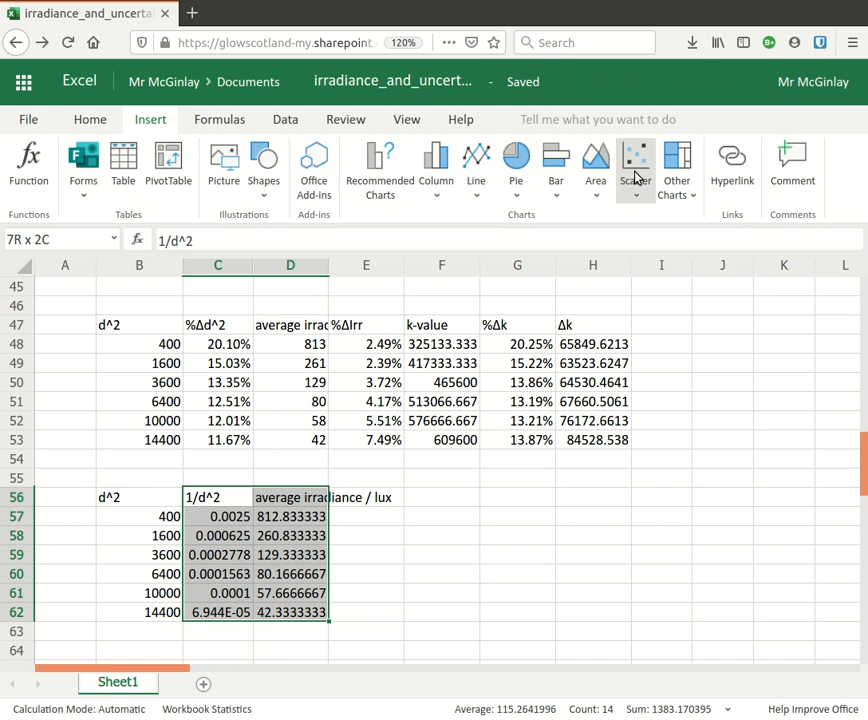 irradiance_and_uncerta
https://glowscotland-my.sharepoint. 120% Search
Excel Mr McGinlay > Documents irradiance_and_uncert... - Saved Mr McGinlay
File Home Insert Formulas Data Review View Help Tell me what you want to do
Function Forms Table PivotTable Picture Shapes Office Add-ins Recommended Charts Column Line Pie Bar Area Scatter Other Charts Hyperlink Comment
Functions Tables Illustrations Add-ins Charts Links Comments
7R x 2C fx 1/d^2
A B C D E F G H I J K L
45
46
47 d^2 %Δd^2 average irrad %ΔIrr k-value %Δk Δk
48 400 20.10% 813 2.49% 325133.333 20.25% 65849.6213
49 1600 15.03% 261 2.39% 417333.333 15.22% 63523.6247
50 3600 13.35% 129 3.72% 465600 13.86% 64530.4641
51 6400 12.51% 80 4.17% 513066.667 13.19% 67660.5061
52 10000 12.01% 58 5.51% 576666.667 13.21% 76172.6613
53 14400 11.67% 42 7.49% 609600 13.87% 84528.538
54
55
56 d^2 1/d^2 average irradiance / lux
57 400 0.0025 812.833333
58 1600 0.000625 260.833333
59 3600 0.0002778 129.333333
60 6400 0.0001563 80.1666667
61 10000 0.0001 57.6666667
62 14400 6.944E-05 42.3333333
63
64
Sheet1
Calculation Mode: Automatic Workbook Statistics Average: 115.2641996 Count: 14 Sum: 1383.170395 Help Improve Office